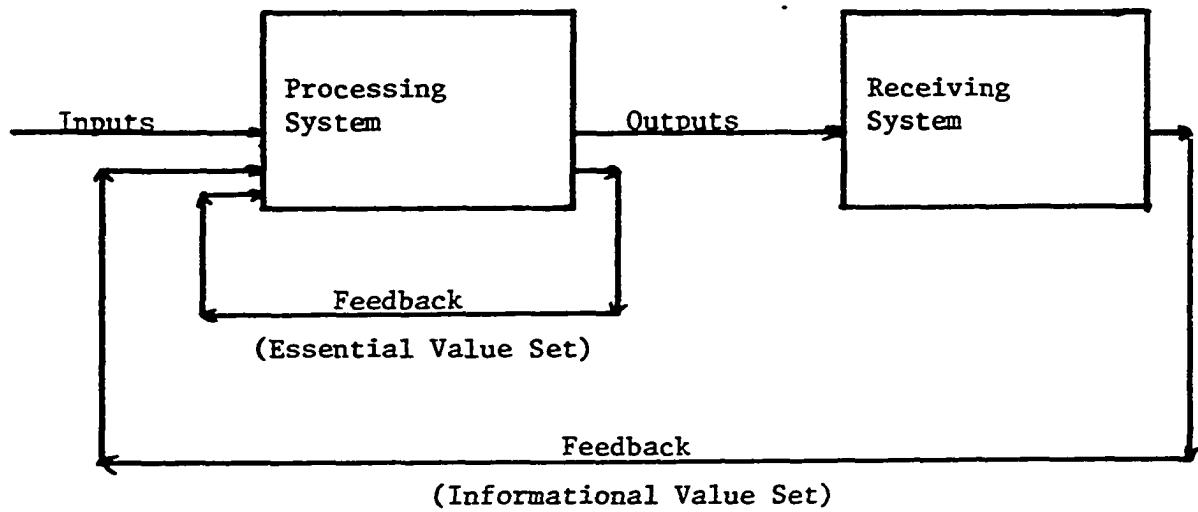 Processing
System
Receiving
System
Inputs
Outputs
Feedback
(Essential Value Set)
Feedback
(Informational Value Set)